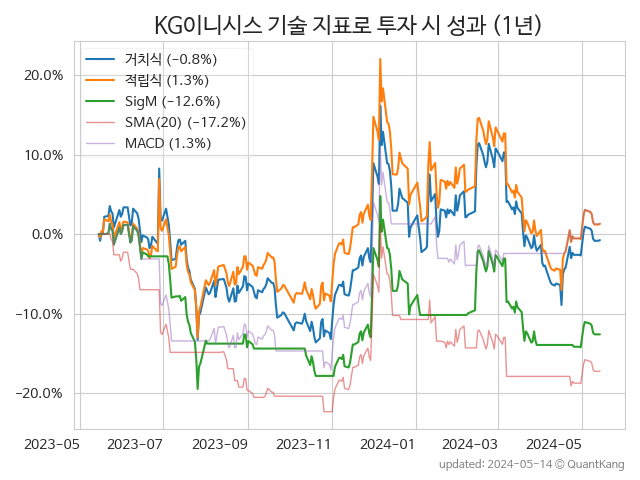 KG이니시스 기술 지표로 투자 시 성과 (1년)
거치식 (−0.8%)
적립식 (1.3%)
SigM (−12.6%)
SMA(20) (−17.2%)
MACD (1.3%)
20.0%
10.0%
0.0%
−10.0%
−20.0%
2023-05 2023-07 2023-09 2023-11 2024-01 2024-03 2024-05
updated: 2024-05-14 © QuantKang